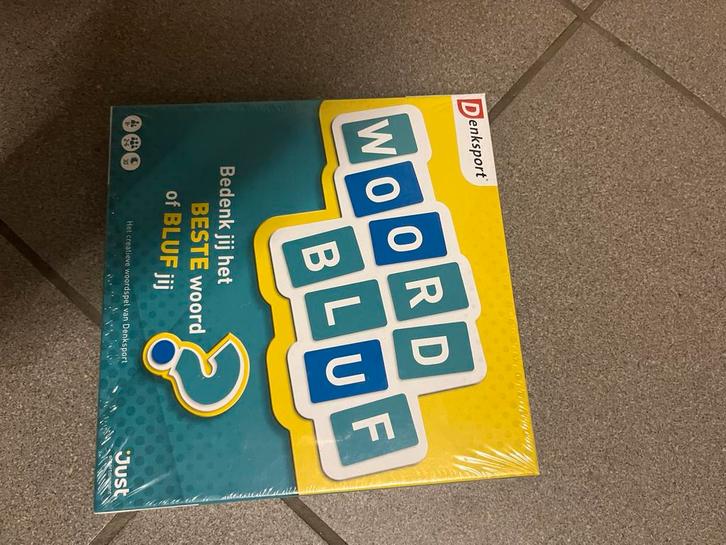 Denksport
WOORD
BLUF
Bedenk jij het
BESTE woord
of BLUF jij
?
Het creatieve woordspel van Denksport
Just